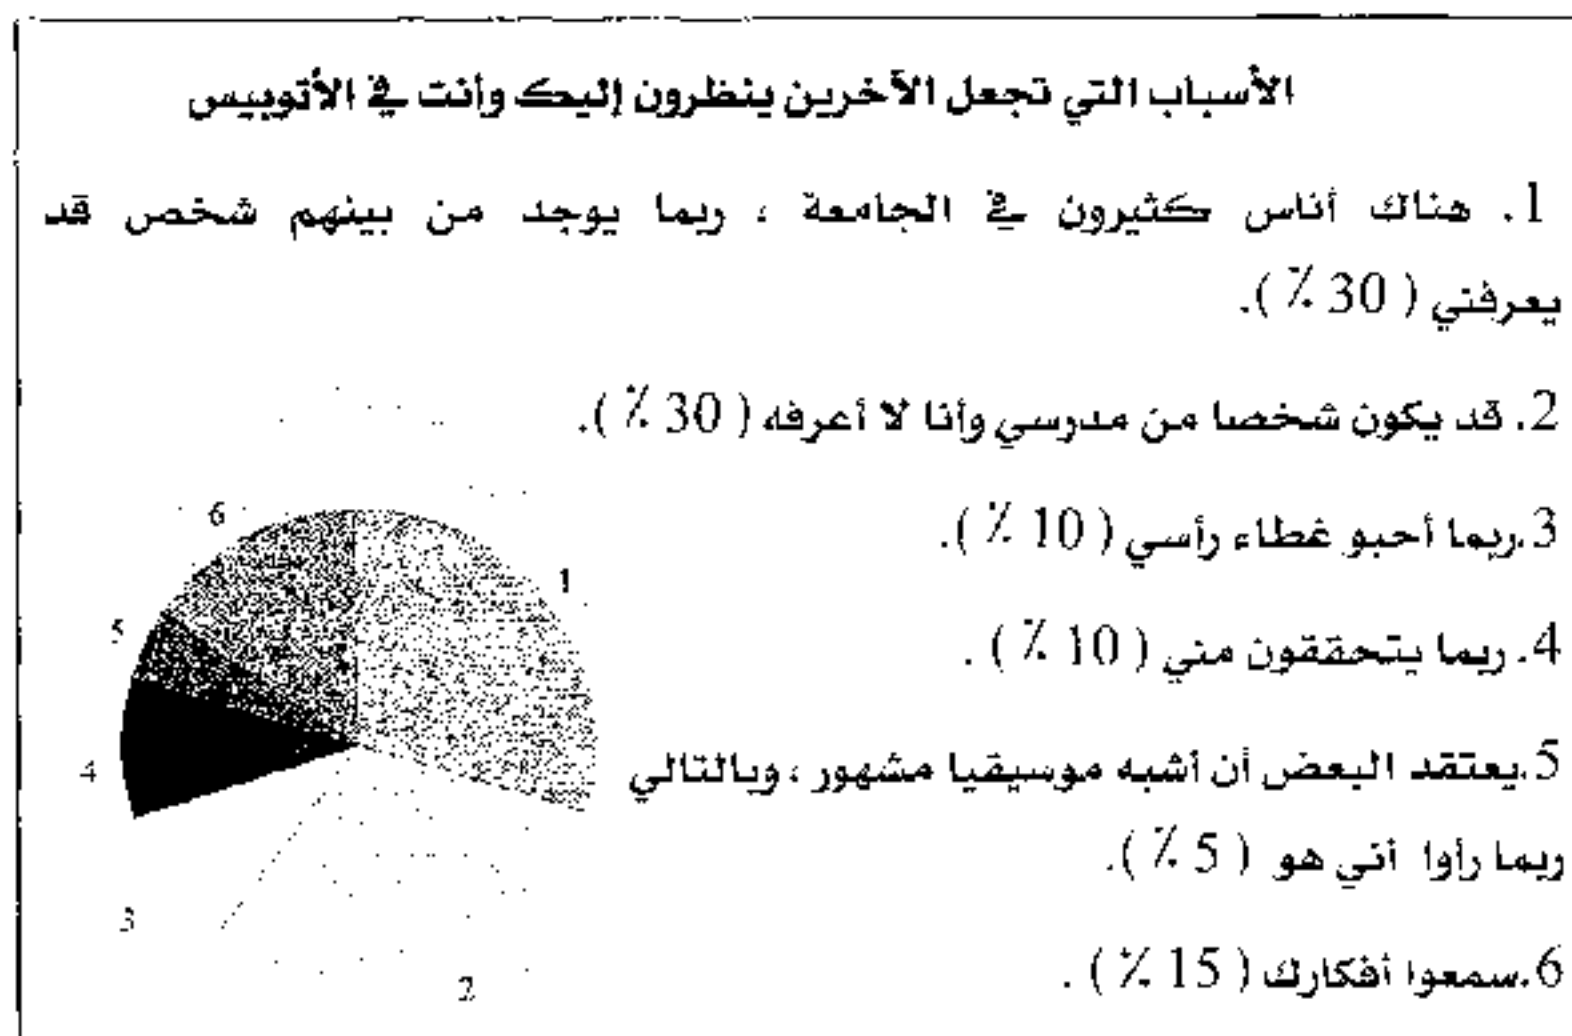 الأسباب التي تجعل الآخرين ينظرون إليك وأنت في الأتوبيس
1. هناك أناس كثيرون في الجامعة ، ربما يوجد من بينهم شخص قد
يعرفني ( 30 ٪ ).
2. قد يكون شخصا من مدرسي وأنا لا أعرفه ( 30 ٪ ).
3.ربما أحبو غطاء رأسي ( 10 ٪ ).
4. ربما يتحققون مني ( 10 ٪ ) .
5.يعتقد البعض أن أشبه موسيقيا مشهور ، وبالتالي
ربما رأوا أني هو ( 5 ٪ ).
6.سمعوا أفكارك ( 15 ٪ ) .
6
1
5
4
3
2